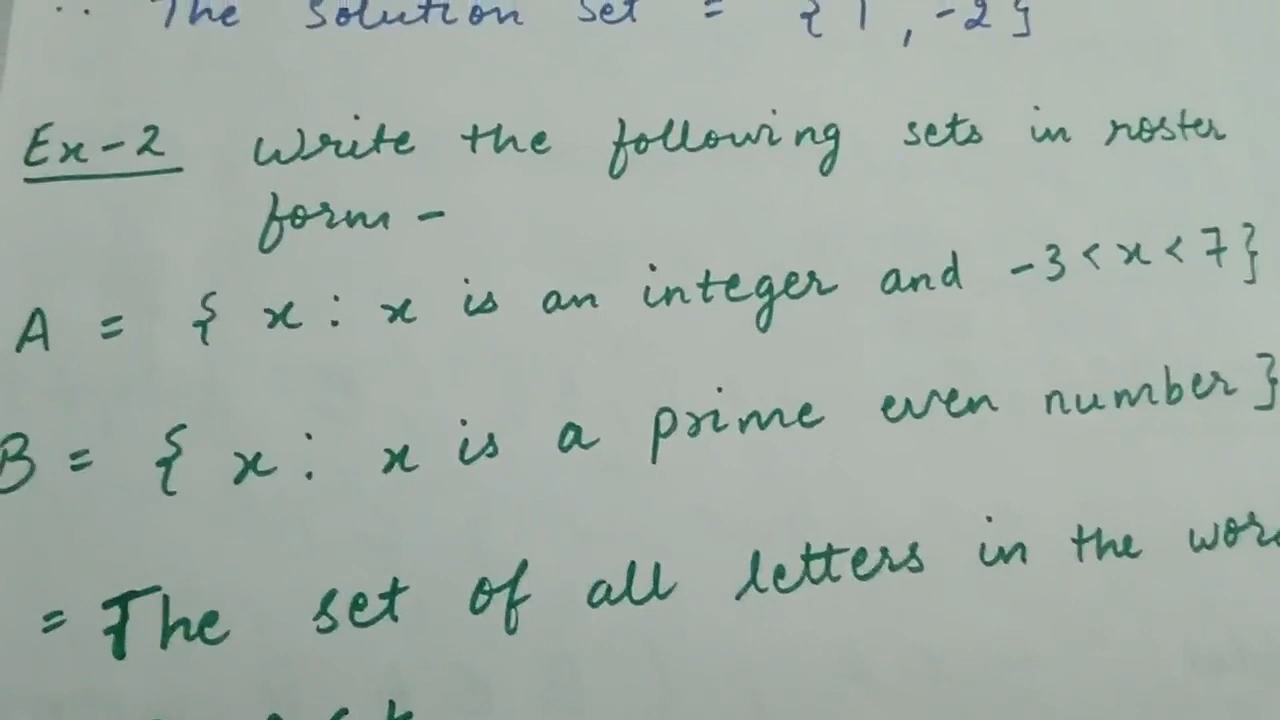 ∴ The solution set = {1, -2}
Ex-2 Write the following sets in roster
form -
A = { x : x is an integer and -3 < x < 7}
B = { x : x is a prime even number}
= The set of all letters in the